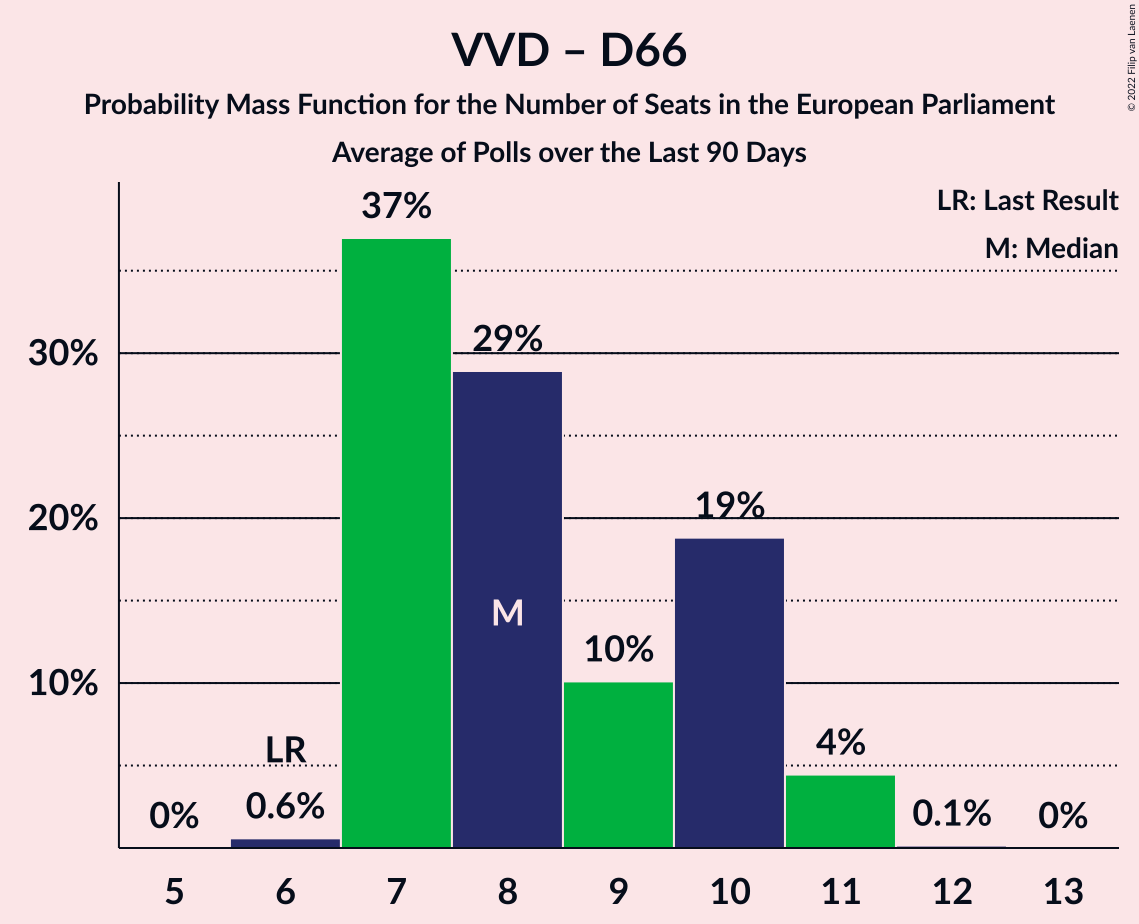 VVD – D66
Probability Mass Function for the Number of Seats in the European Parliament
Average of Polls over the Last 90 Days
© 2022 Filip van Laenen
LR: Last Result
M: Median
37%
29%
30%
19%
20%
M
10%
10%
LR
4%
0%
0.6%
0.1%
0%
5 6 7 8 9 10 11 12 13